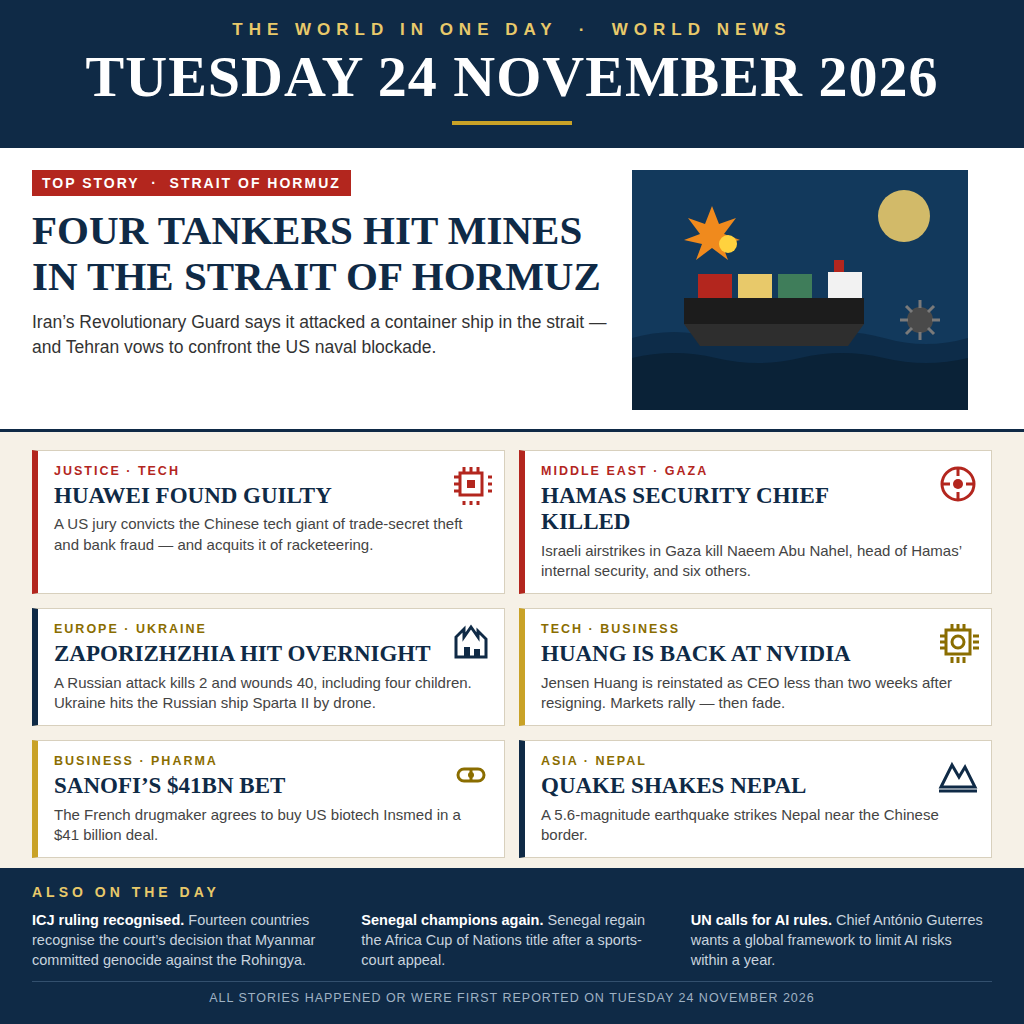 THE WORLD IN ONE DAY · WORLD NEWS
TUESDAY 24 NOVEMBER 2026
TOP STORY · STRAIT OF HORMUZ
FOUR TANKERS HIT MINES
IN THE STRAIT OF HORMUZ
Iran’s Revolutionary Guard says it attacked a container ship in the strait —
and Tehran vows to confront the US naval blockade.
JUSTICE · TECH
HUAWEI FOUND GUILTY
A US jury convicts the Chinese tech giant of trade-secret theft
and bank fraud — and acquits it of racketeering.
MIDDLE EAST · GAZA
HAMAS SECURITY CHIEF
KILLED
Israeli airstrikes in Gaza kill Naeem Abu Nahel, head of Hamas’
internal security, and six others.
EUROPE · UKRAINE
ZAPORIZHZHIA HIT OVERNIGHT
A Russian attack kills 2 and wounds 40, including four children.
Ukraine hits the Russian ship Sparta II by drone.
TECH · BUSINESS
HUANG IS BACK AT NVIDIA
Jensen Huang is reinstated as CEO less than two weeks after
resigning. Markets rally — then fade.
BUSINESS · PHARMA
SANOFI’S $41BN BET
The French drugmaker agrees to buy US biotech Insmed in a
$41 billion deal.
ASIA · NEPAL
QUAKE SHAKES NEPAL
A 5.6-magnitude earthquake strikes Nepal near the Chinese
border.
ALSO ON THE DAY
ICJ ruling recognised. Fourteen countries
recognise the court’s decision that Myanmar
committed genocide against the Rohingya.
Senegal champions again. Senegal regain
the Africa Cup of Nations title after a sports-
court appeal.
UN calls for AI rules. Chief António Guterres
wants a global framework to limit AI risks
within a year.
ALL STORIES HAPPENED OR WERE FIRST REPORTED ON TUESDAY 24 NOVEMBER 2026